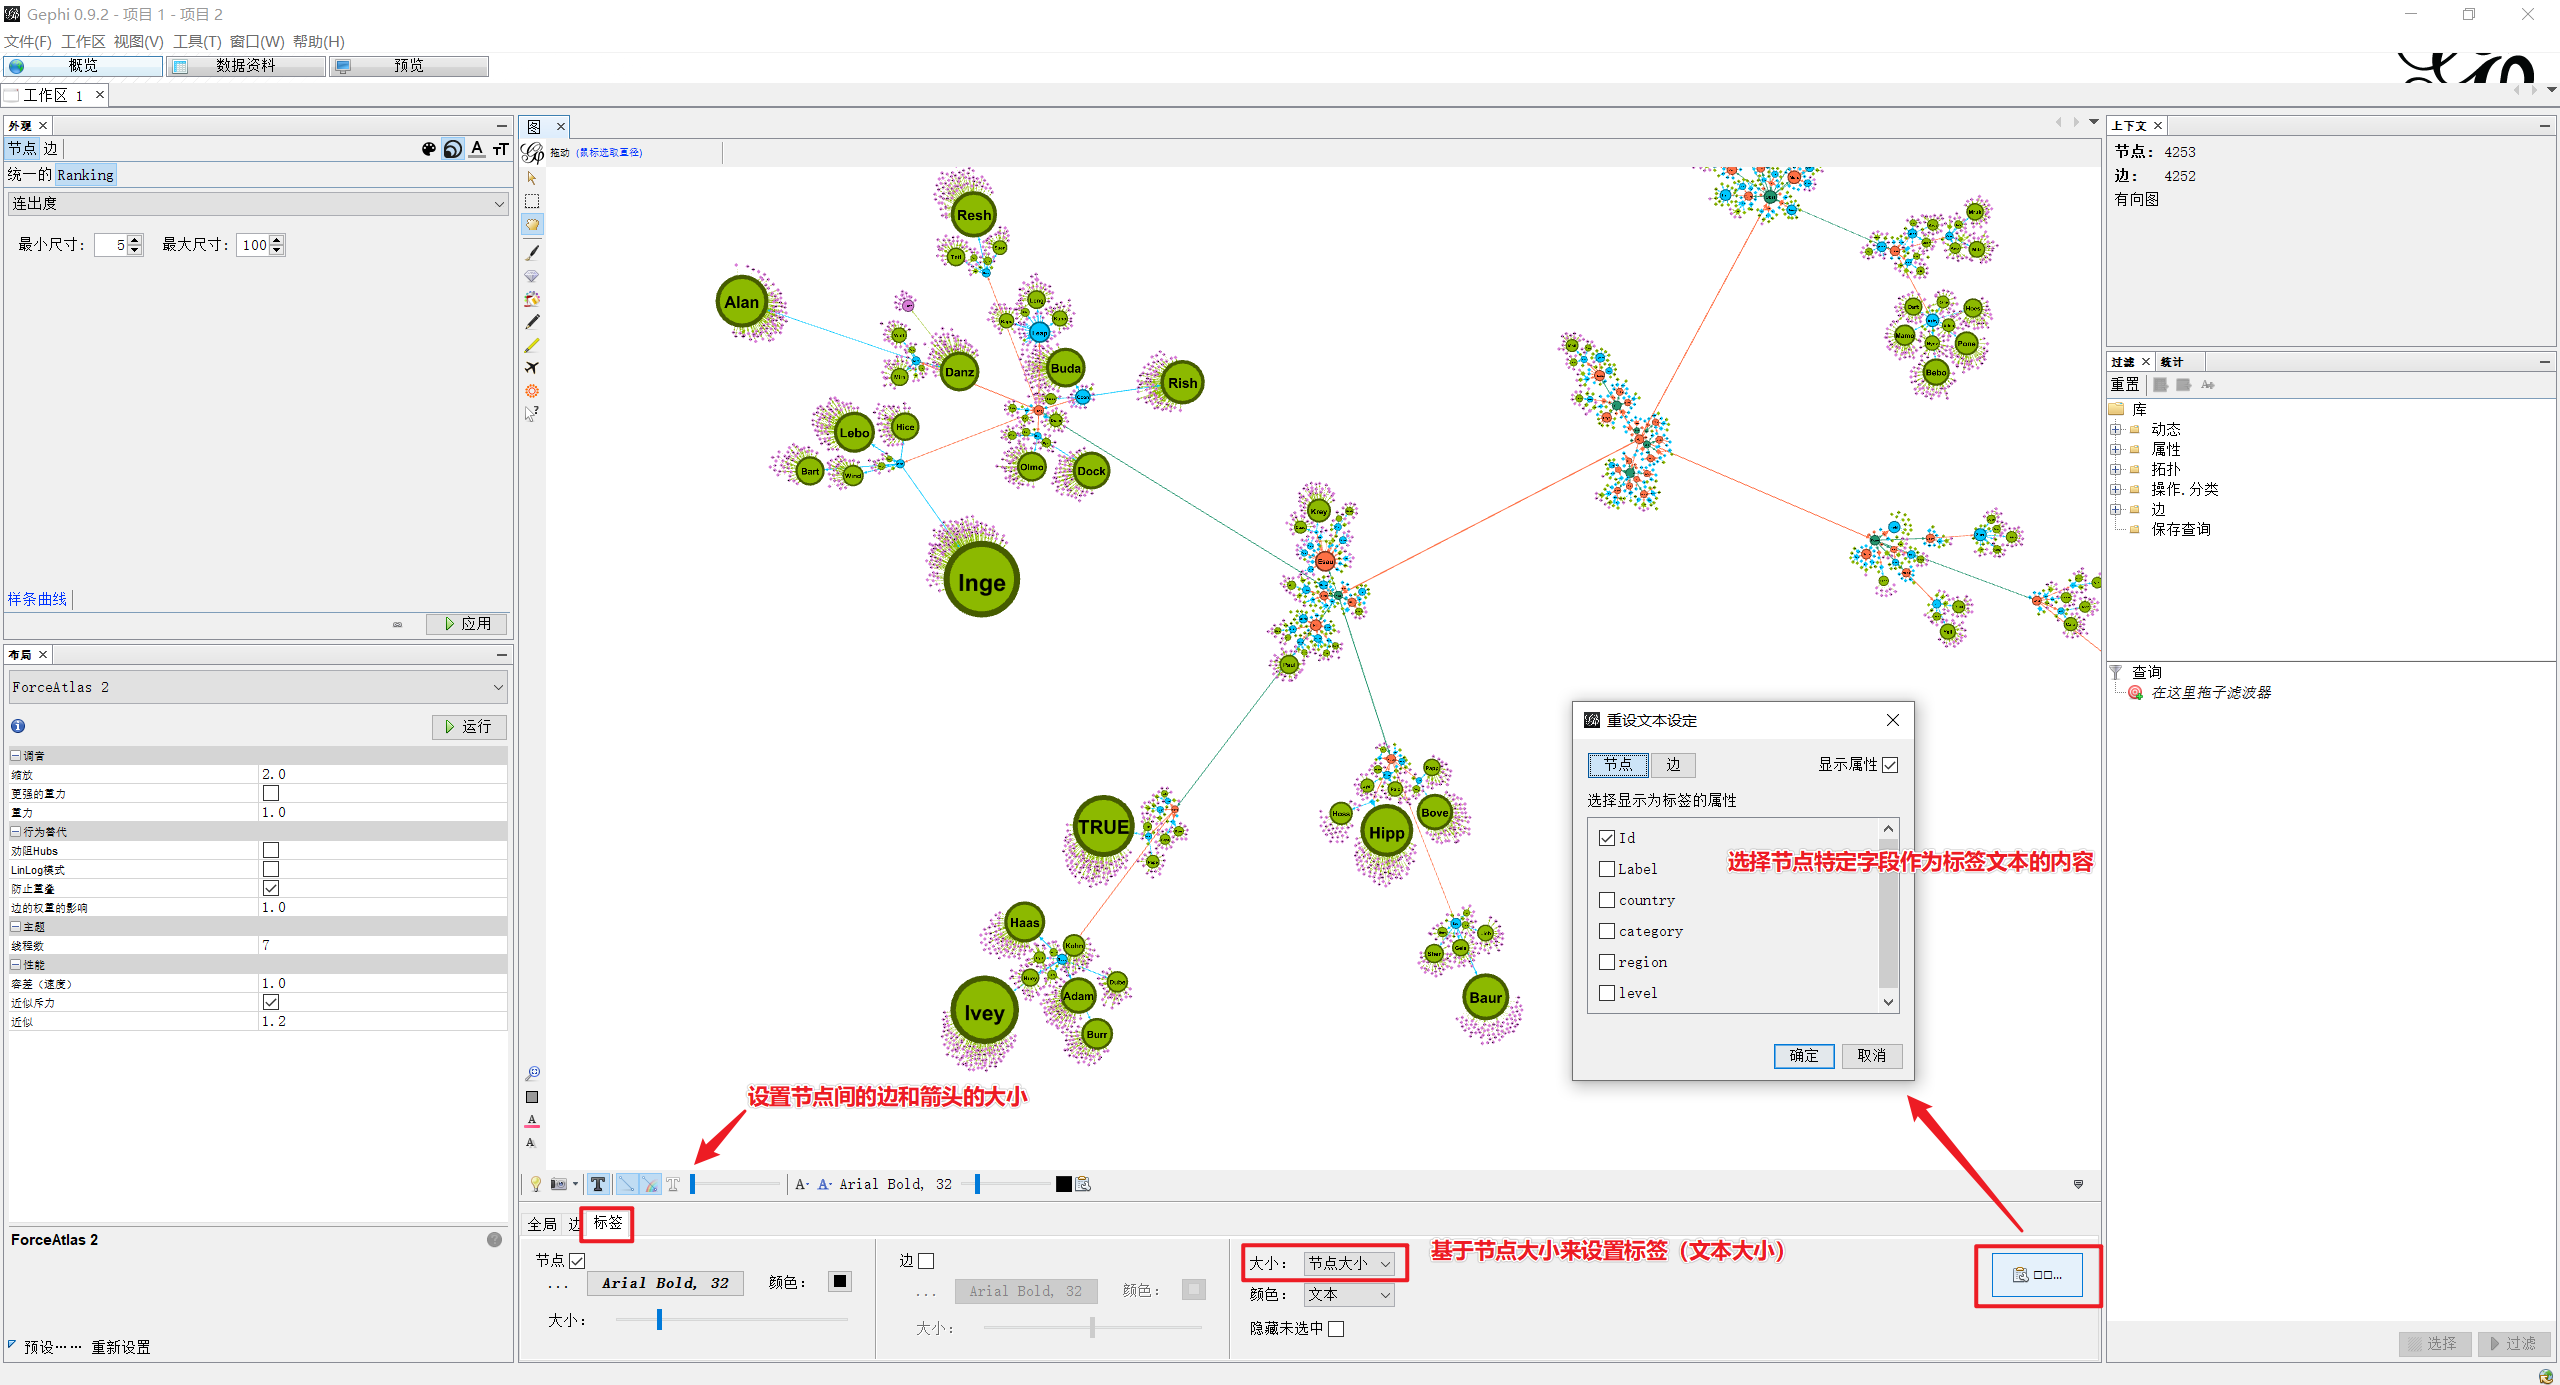 Gephi 0.9.2 - 项目 1 - 项目 2
文件(F) 工作区 视图(V) 工具(T) 窗口(W) 帮助(H)
概览 数据资料 预览
工作区 1
外观
节点 边
统一的 Ranking
连出度
最小尺寸: 5 最大尺寸: 100
样条曲线
应用
布局
ForceAtlas 2
运行
调音
缩放 2.0
更强的重力
重力 1.0
行为替代
劝阻Hubs
LinLog模式
防止重叠
边的权重的影响 1.0
主题
线程数 7
性能
容差（速度） 1.0
近似斥力
近似 1.2
ForceAtlas 2
预设…… 重新设置
图
拖动 (鼠标选取直径)
Resh
Alan
Danz
Buda
Rish
Lebo
Hice
Bart
Wind
Olmo
Dock
Inge
Krey
Esau
Paul
TRUE
Hipp
Bove
Haas
Kuhn
Ivey
Adam
Dube
Burr
Baur
Mamo
Pone
Bebo
重设文本设定
节点 边 显示属性
选择显示为标签的属性
Id
Label
country
category
region
level
确定 取消
选择节点特定字段作为标签文本的内容
设置节点间的边和箭头的大小
Arial Bold, 32
全局 边 标签
节点
... Arial Bold, 32 颜色:
大小:
边
... Arial Bold, 32 颜色:
大小:
大小: 节点大小
颜色: 文本
隐藏未选中
基于节点大小来设置标签（文本大小）
□□...
上下文
节点: 4253
边: 4252
有向图
过滤 统计
重置
库
动态
属性
拓扑
操作.分类
边
保存查询
查询
在这里拖子滤波器
选择 过滤